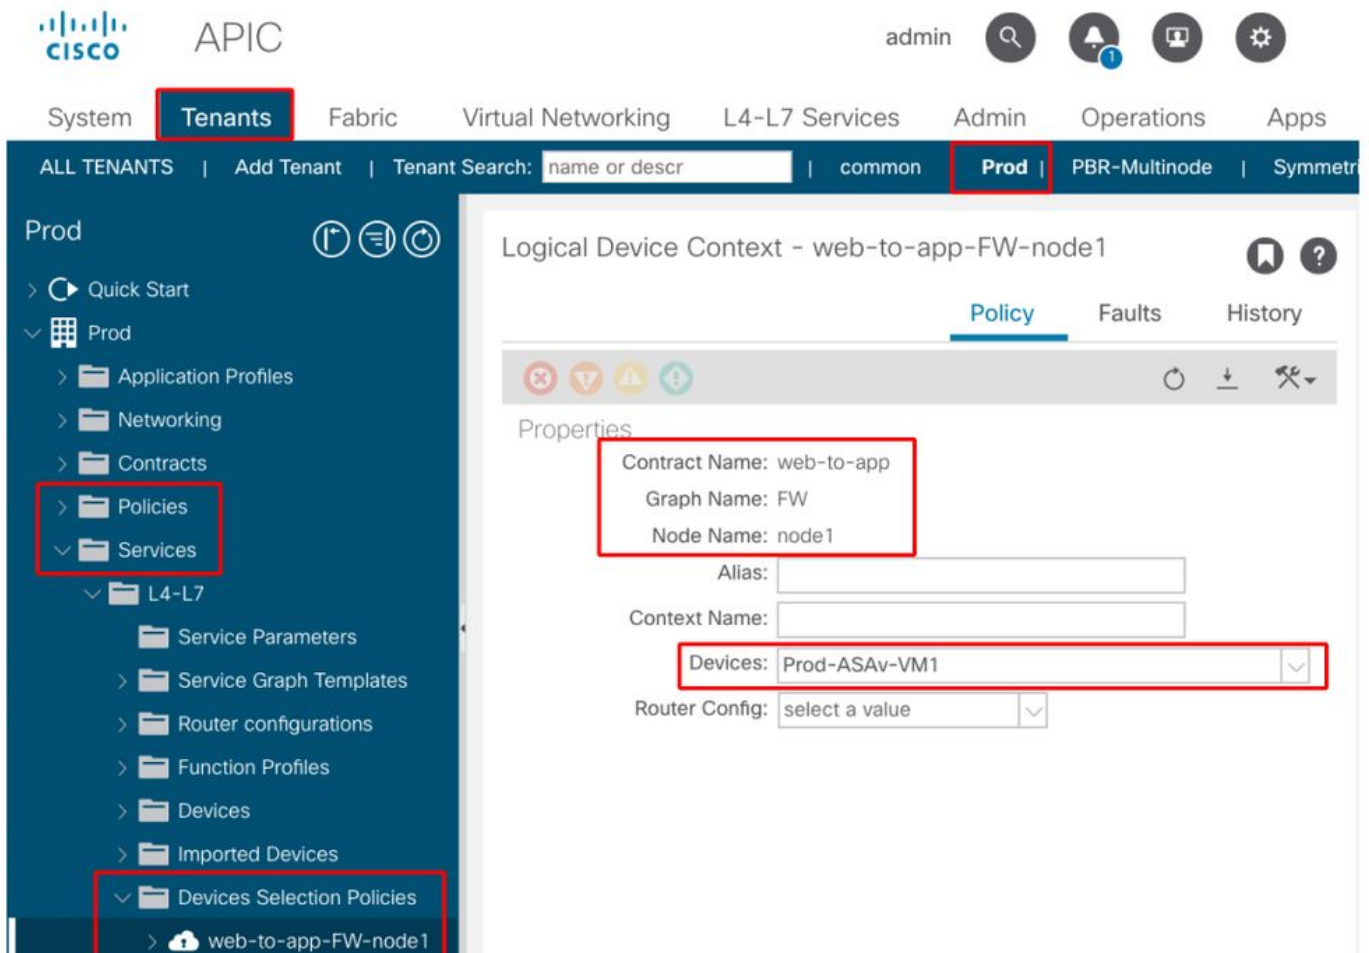 CISCO APIC admin 1
System Tenants Fabric Virtual Networking L4-L7 Services Admin Operations Apps
ALL TENANTS | Add Tenant | Tenant Search: name or descr | common Prod | PBR-Multinode | Symmetri
Prod
Quick Start
Prod
Application Profiles
Networking
Contracts
Policies
Services
L4-L7
Service Parameters
Service Graph Templates
Router configurations
Function Profiles
Devices
Imported Devices
Devices Selection Policies
web-to-app-FW-node1
Logical Device Context - web-to-app-FW-node1
Policy Faults History
Properties
Contract Name: web-to-app
Graph Name: FW
Node Name: node1
Alias:
Context Name:
Devices: Prod-ASAv-VM1
Router Config: select a value